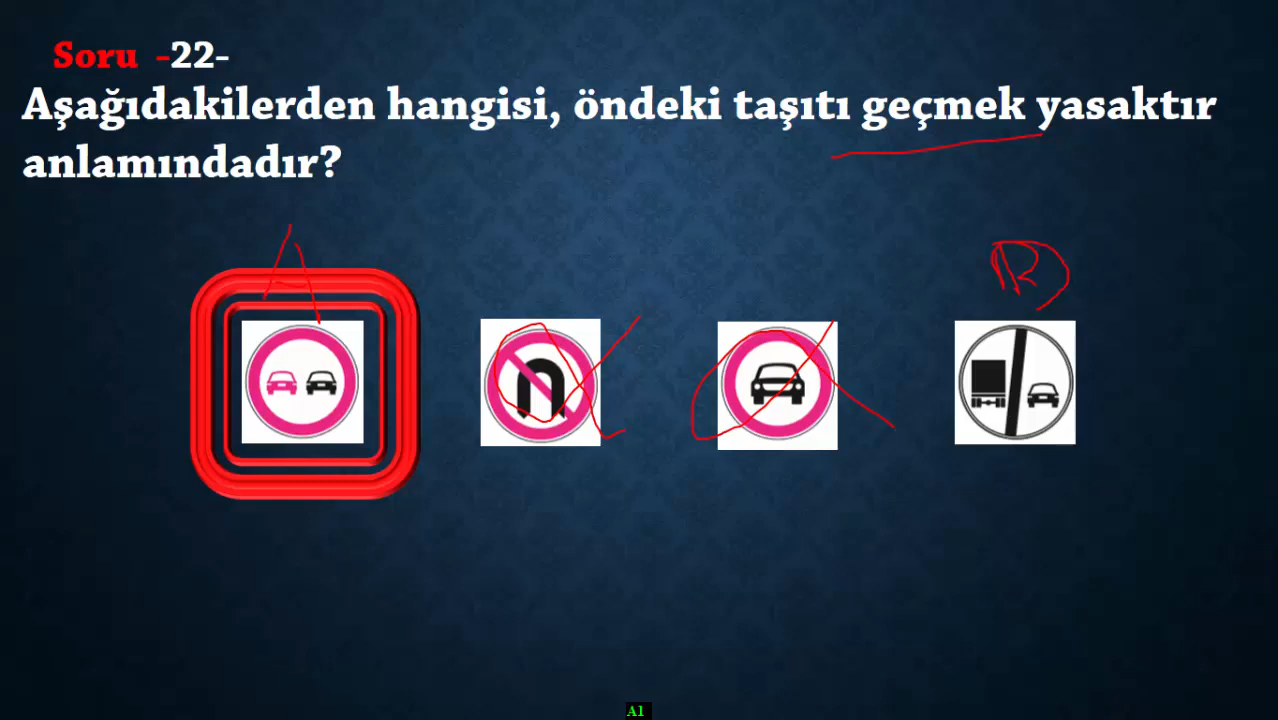 Soru -22-
Aşağıdakilerden hangisi, öndeki taşıtı geçmek yasaktır
anlamındadır?
A
A1